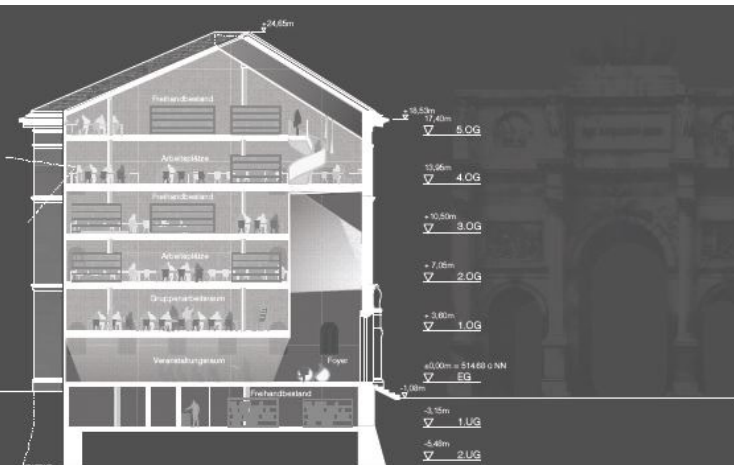 +24,65m
Freihandbestand
+18,53m
17,40m
5.OG
Arbeitsplätze
13,95m
4.OG
Freihandbestand
+10,50m
3.OG
Arbeitsplätze
+ 7,05m
2.OG
Gruppenarbeitsraum
+ 3,60m
1.OG
Veranstaltungsraum
Foyer
±0,00m = 514.68 ü NN
EG
-1,08m
Freihandbestand
-3,15m
1.UG
-5,48m
2.UG